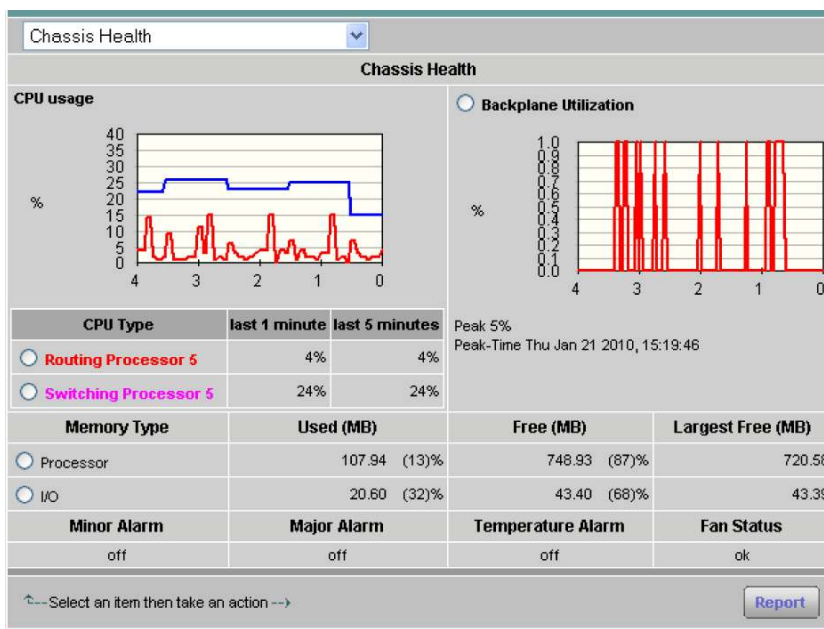 Chassis Health
Chassis Health
CPU usage
40
35
30
25
20
15
10
5
0
%
4 3 2 1 0
Backplane Utilization
1.0
0.9
0.8
0.7
0.6
0.5
0.4
0.3
0.2
0.1
0.0
%
4 3 2 1 0
Peak 5%
Peak-Time Thu Jan 21 2010, 15:19:46
CPU Type last 1 minute last 5 minutes
Routing Processor 5 4% 4%
Switching Processor 5 24% 24%
Memory Type Used (MB) Free (MB) Largest Free (MB)
Processor 107.94 (13)% 748.93 (87)% 720.58
I/O 20.60 (32)% 43.40 (68)% 43.39
Minor Alarm Major Alarm Temperature Alarm Fan Status
off off off ok
--Select an item then take an action -->
Report